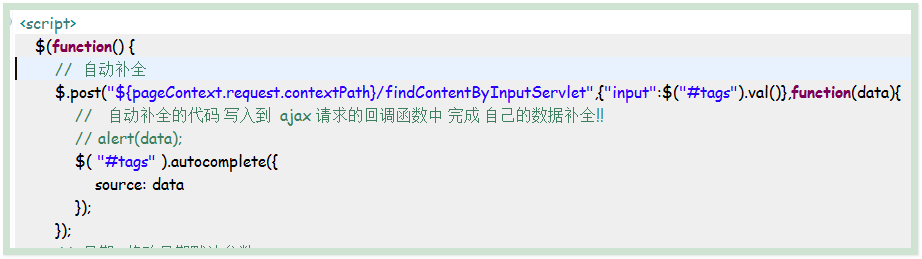 <script>
$(function() {
// 自动补全
$.post("${pageContext.request.contextPath}/findContentByInputServlet",{"input":$("#tags").val()},function(data){
// 自动补全的代码 写入到 ajax 请求的回调函数中 完成 自己的数据补全!!
// alert(data);
$( "#tags" ).autocomplete({
source: data
});
});